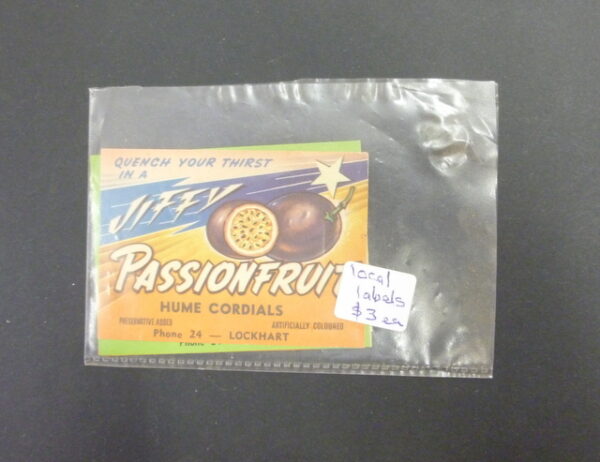 QUENCH YOUR THIRST
IN A
JIFFY
PASSIONFRUIT
HUME CORDIALS
PRESERVATIVE ADDED
ARTIFICIALLY COLOURED
Phone 24 — LOCKHART
local
labels
$3 ea